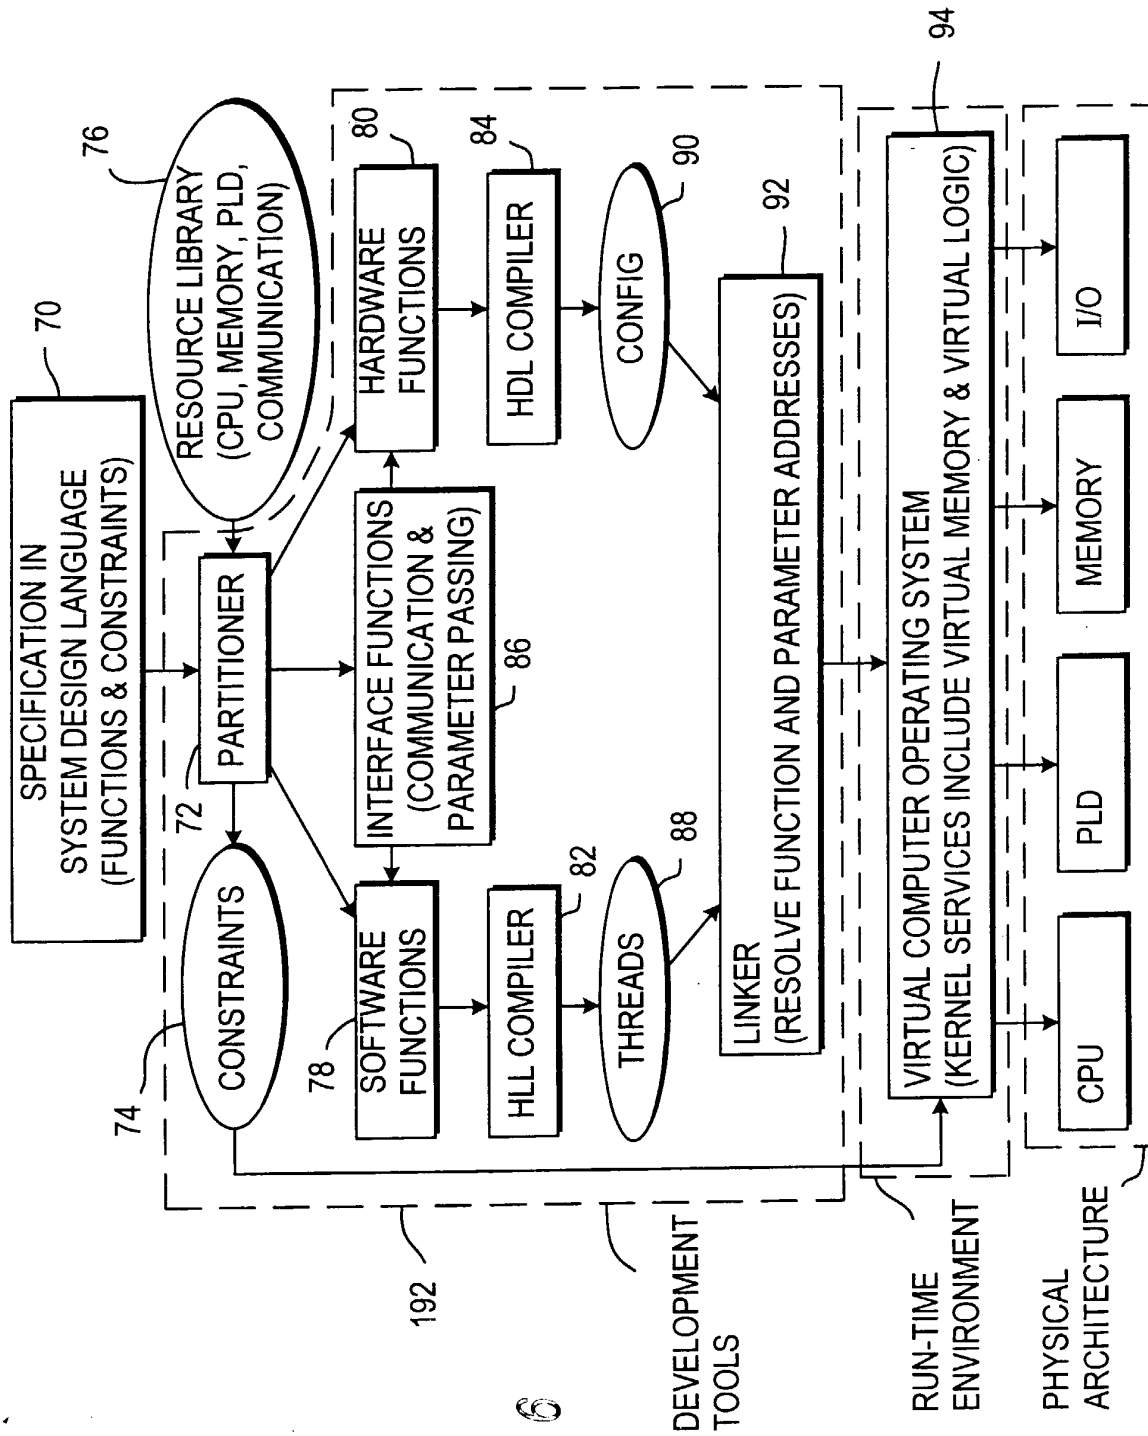 70
SPECIFICATION IN
SYSTEM DESIGN LANGUAGE
(FUNCTIONS & CONSTRAINTS)
76
RESOURCE LIBRARY
(CPU, MEMORY, PLD,
COMMUNICATION)
74
CONSTRAINTS
72
PARTITIONER
78
SOFTWARE
FUNCTIONS
INTERFACE FUNCTIONS
(COMMUNICATION &
PARAMETER PASSING)
86
80
HARDWARE
FUNCTIONS
82
HLL COMPILER
84
HDL COMPILER
88
THREADS
90
CONFIG
92
LINKER
(RESOLVE FUNCTION AND PARAMETER ADDRESSES)
192
DEVELOPMENT
TOOLS
94
VIRTUAL COMPUTER OPERATING SYSTEM
(KERNEL SERVICES INCLUDE VIRTUAL MEMORY & VIRTUAL LOGIC)
RUN-TIME
ENVIRONMENT
CPU
PLD
MEMORY
I/O
PHYSICAL
ARCHITECTURE
6